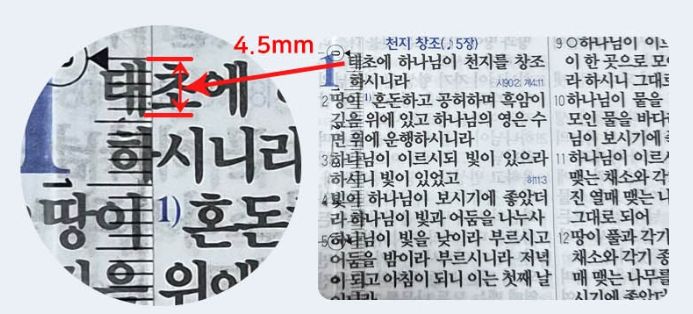 4.5mm
태초에
하시니라
땅이 1) 혼돈
천지 창조(♩5장)
1 태초에 하나님이 천지를 창조
하시니라
2 땅이 1)혼돈하고 공허하며 흑암이
깊음 위에 있고 하나님의 영은 수
면 위에 운행하시니라
3 하나님이 이르시되 빛이 있으라
하시니 빛이 있었고
4 빛이 하나님이 보시기에 좋았더
라 하나님이 빛과 어둠을 나누사
5 하나님이 빛을 낮이라 부르시고
어둠을 밤이라 부르시니라 저녁
이 되고 아침이 되니 이는 첫째 날
이니라
9 ○하나님이
이 한 곳으로
라 하시니 그대로
10 하나님이 물을
모인 물을
님이 보시기에
11 하나님이
맺는 채소와
진 열매 맺는
그대로 되어
12 땅이 풀과 각기
채소와 각기
매 맺는 나무를
시기에